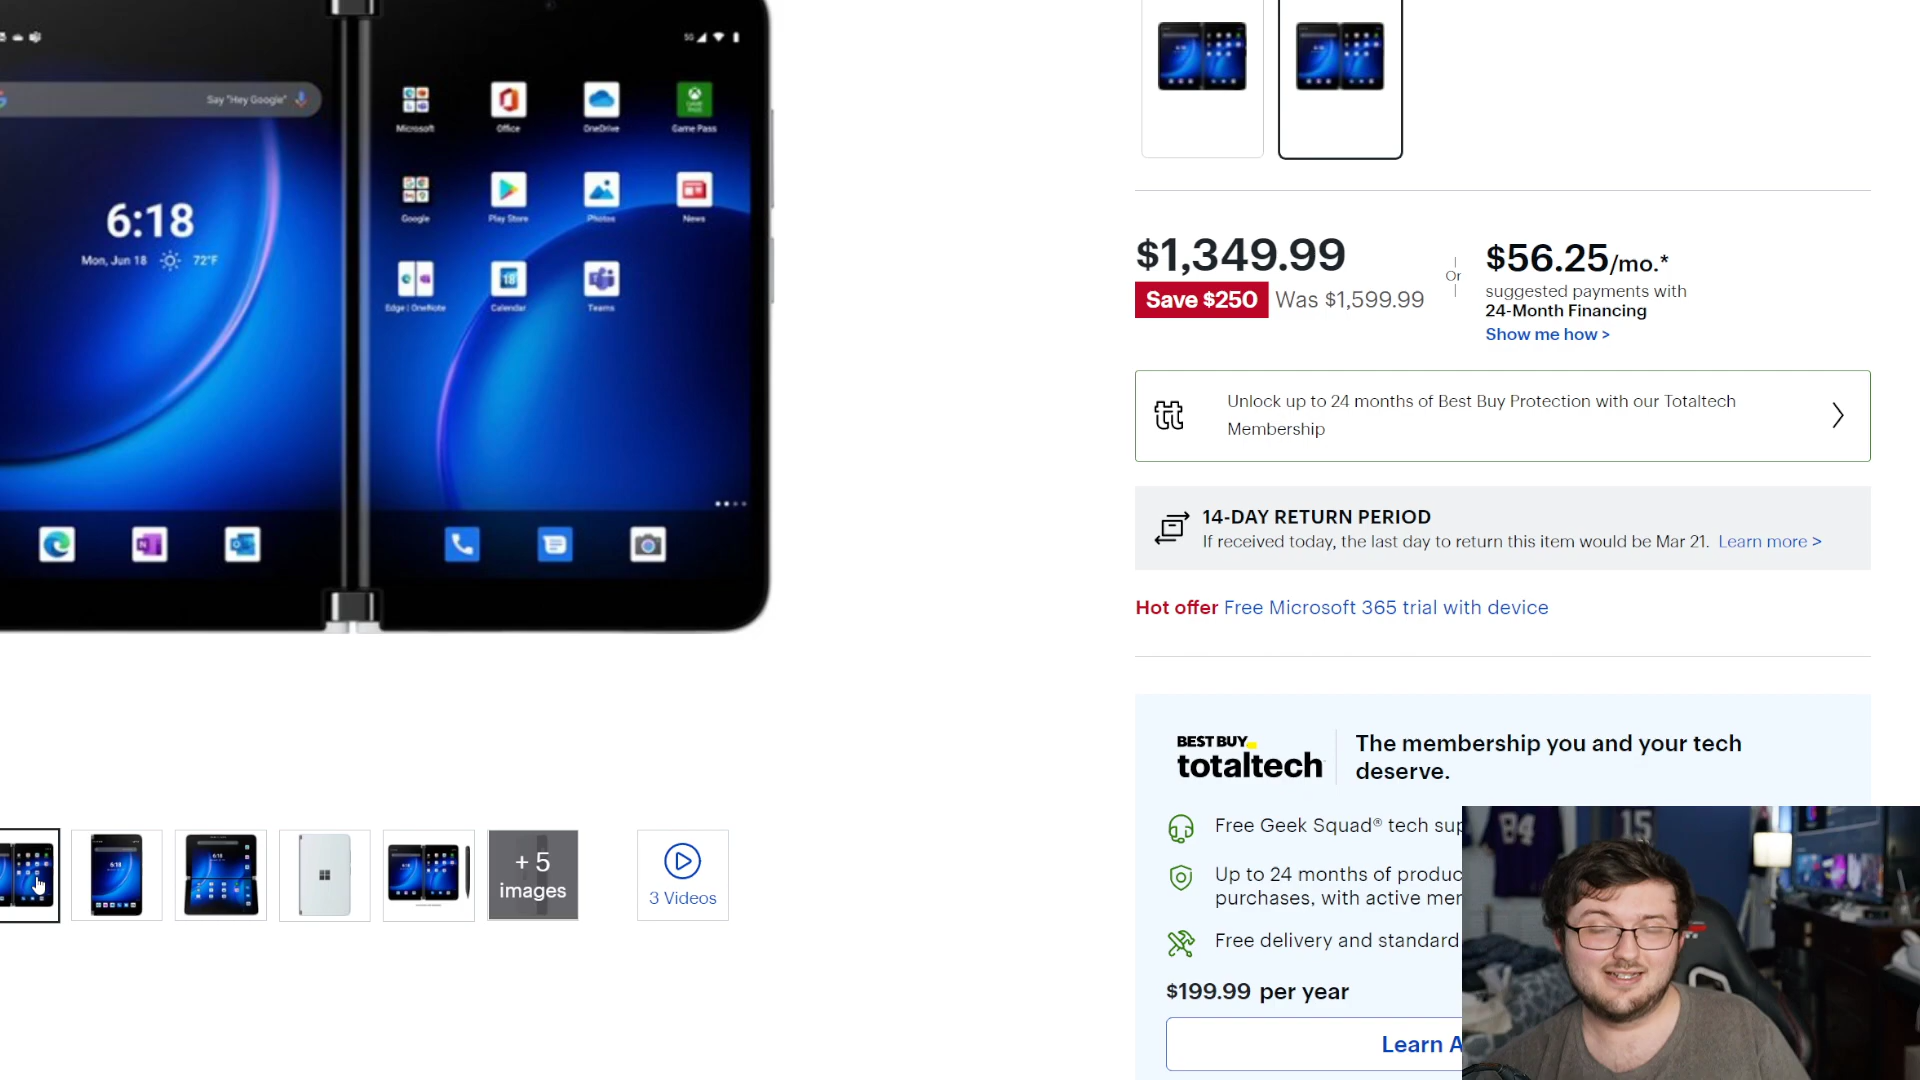 5G
Say "Hey Google"
Microsoft
Office
OneDrive
GAME PASS
Game Pass
6:18
Mon, Jun 18
72°F
Google
Play Store
Photos
News
18
Edge | OneNote
Calendar
Teams
$1,349.99
Save $250
Was $1,599.99
Or
$56.25/mo.*
suggested payments with
24-Month Financing
Show me how >
Unlock up to 24 months of Best Buy Protection with our Totaltech
Membership
14-DAY RETURN PERIOD
If received today, the last day to return this item would be Mar 21. Learn more >
Hot offer Free Microsoft 365 trial with device
BEST BUY
totaltech
The membership you and your tech
deserve.
Free Geek Squad® tech sup
Up to 24 months of produc
purchases, with active mer
Free delivery and standard
$199.99 per year
Learn A
+ 5
images
3 Videos
84
15